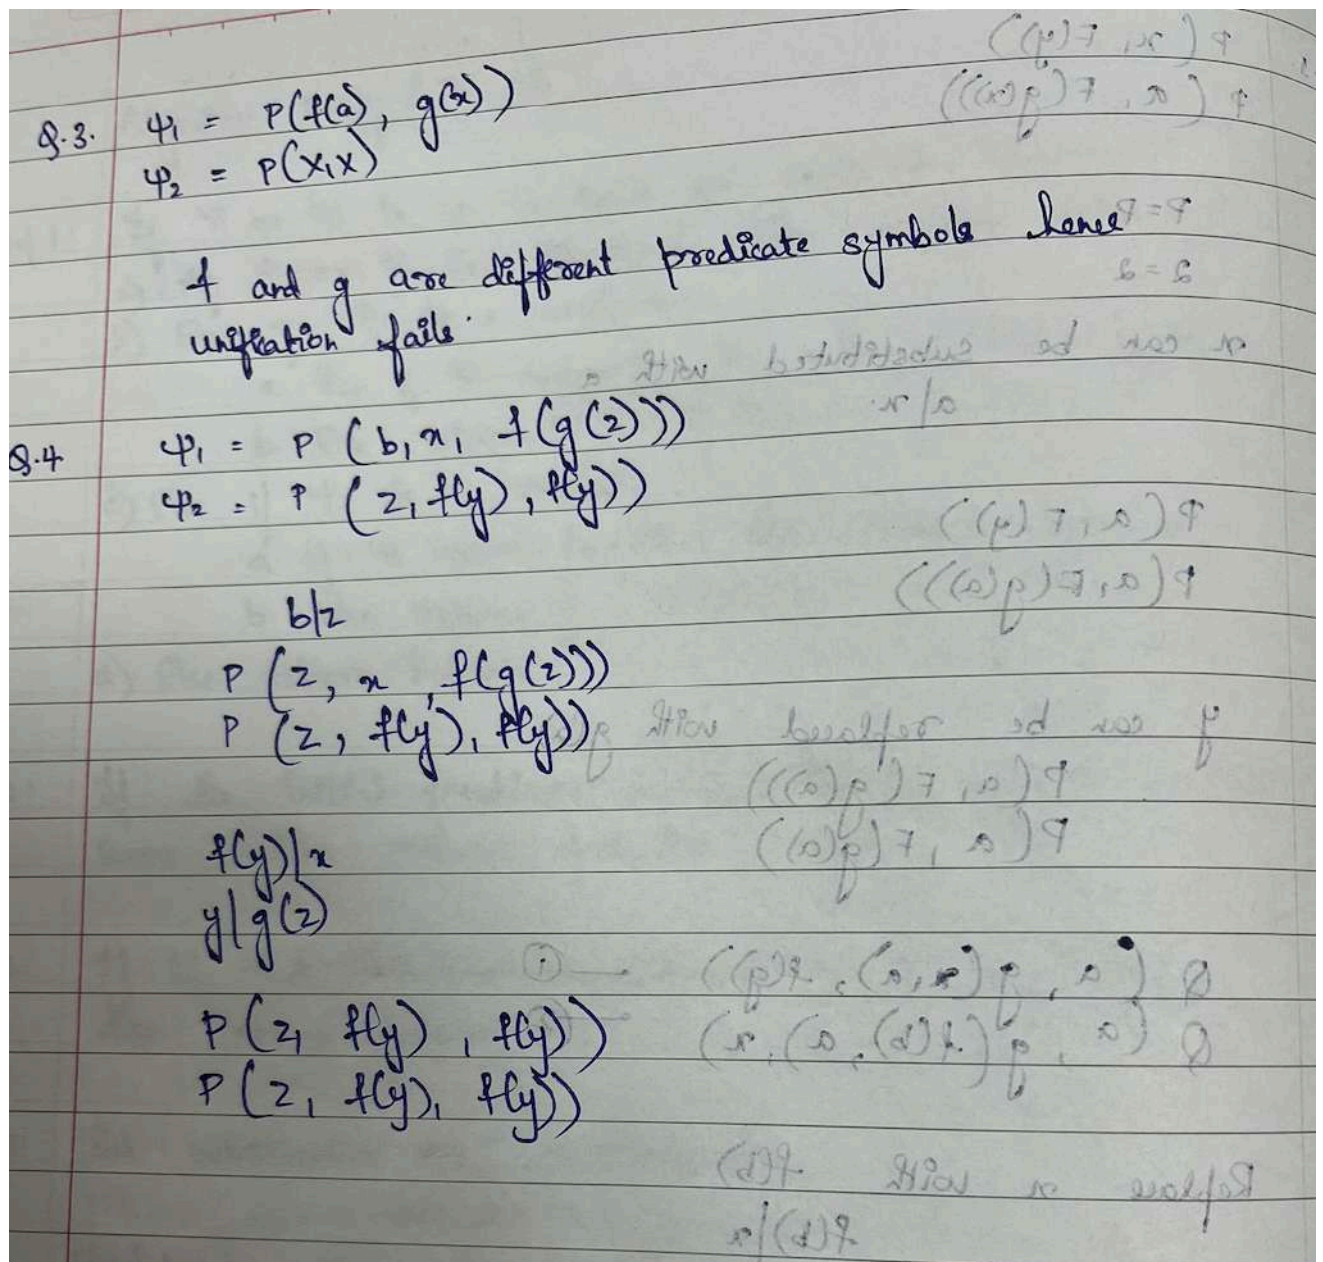 Q.3. ψ₁ = P(f(a), g(x))
ψ₂ = P(X,X)
f and g are different predicate symbols hence
unification fails.
Q.4 ψ₁ = P (b, x, f(g(z)))
ψ₂ = P (z, f(y), f(y))
b/z
P (z, x, f(g(z)))
P (z, f(y), f(y))
f(y)/x
y/g(z)
P (z, f(y), f(y))
P (z, f(y), f(y))